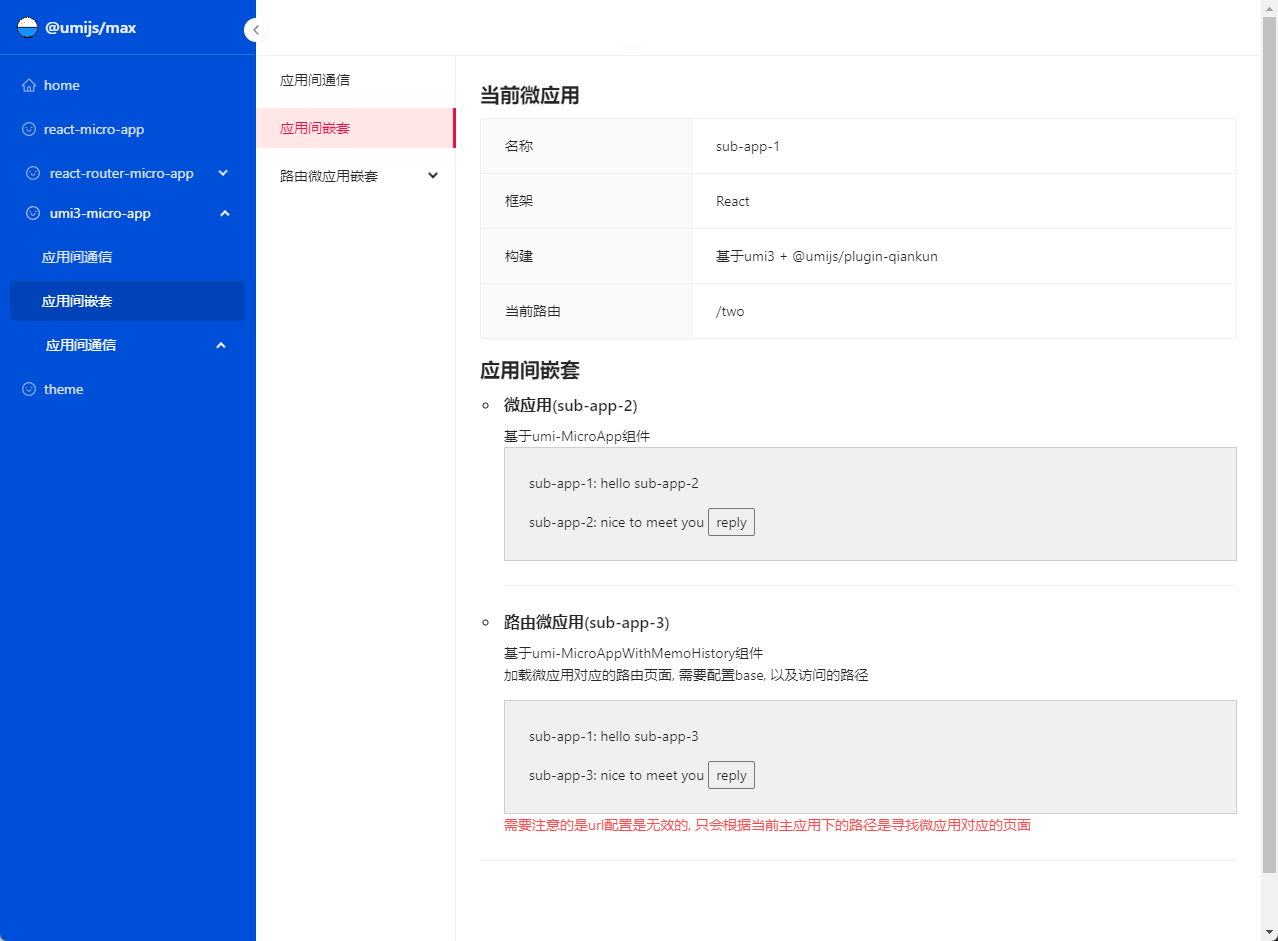 @umijs/max
home
react-micro-app
react-router-micro-app
umi3-micro-app
应用间通信
应用间嵌套
应用间通信
theme
应用间通信
应用间嵌套
路由微应用嵌套
当前微应用
名称 sub-app-1
框架 React
构建 基于umi3 + @umijs/plugin-qiankun
当前路由 /two
应用间嵌套
微应用(sub-app-2)
基于umi-MicroApp组件
sub-app-1: hello sub-app-2
sub-app-2: nice to meet you reply
路由微应用(sub-app-3)
基于umi-MicroAppWithMemoHistory组件
加载微应用对应的路由页面, 需要配置base, 以及访问的路径
sub-app-1: hello sub-app-3
sub-app-3: nice to meet you reply
需要注意的是url配置是无效的, 只会根据当前主应用下的路径是寻找微应用对应的页面